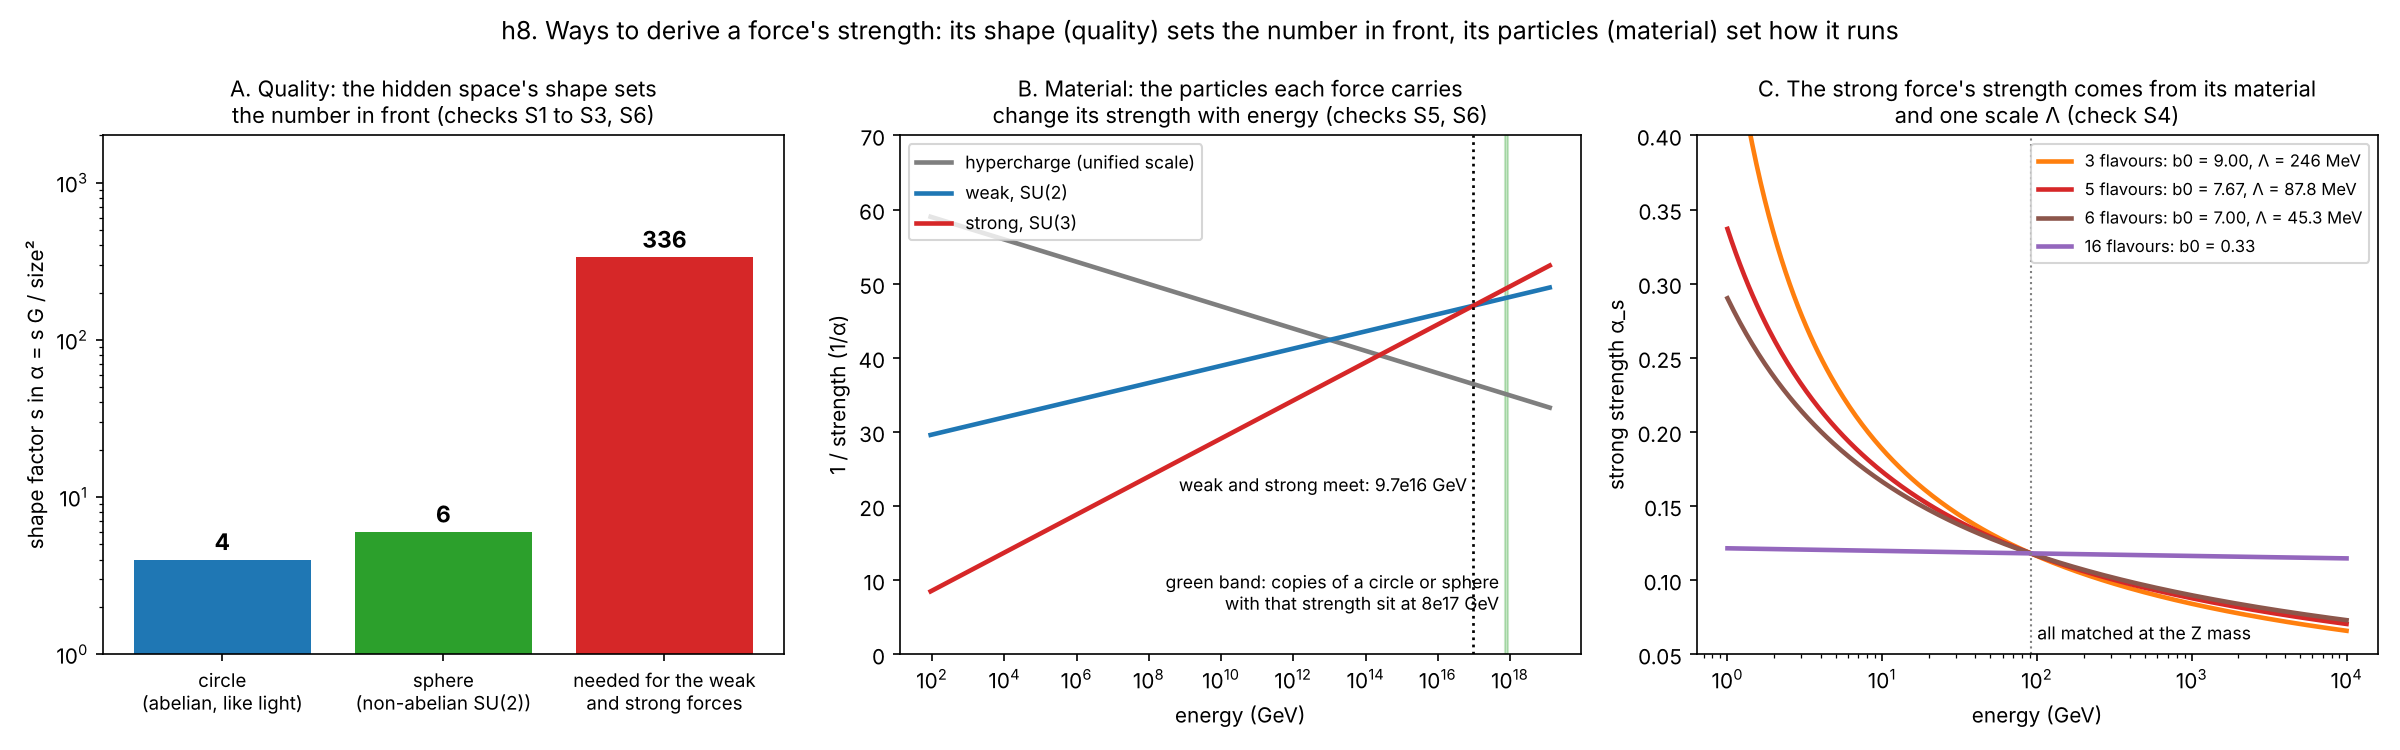 h8. Ways to derive a force's strength: its shape (quality) sets the number in front, its particles (material) set how it runs
A. Quality: the hidden space's shape sets
the number in front (checks S1 to S3, S6)
shape factor s in α = s G / size²
10³
10²
10¹
10⁰
4
6
336
circle
(abelian, like light)
sphere
(non-abelian SU(2))
needed for the weak
and strong forces
B. Material: the particles each force carries
change its strength with energy (checks S5, S6)
1 / strength (1/α)
70
60
50
40
30
20
10
0
hypercharge (unified scale)
weak, SU(2)
strong, SU(3)
weak and strong meet: 9.7e16 GeV
green band: copies of a circle or sphere
with that strength sit at 8e17 GeV
10² 10⁴ 10⁶ 10⁸ 10¹⁰ 10¹² 10¹⁴ 10¹⁶ 10¹⁸
energy (GeV)
C. The strong force's strength comes from its material
and one scale Λ (check S4)
strong strength α_s
0.40
0.35
0.30
0.25
0.20
0.15
0.10
0.05
3 flavours: b0 = 9.00, Λ = 246 MeV
5 flavours: b0 = 7.67, Λ = 87.8 MeV
6 flavours: b0 = 7.00, Λ = 45.3 MeV
16 flavours: b0 = 0.33
all matched at the Z mass
10⁰ 10¹ 10² 10³ 10⁴
energy (GeV)